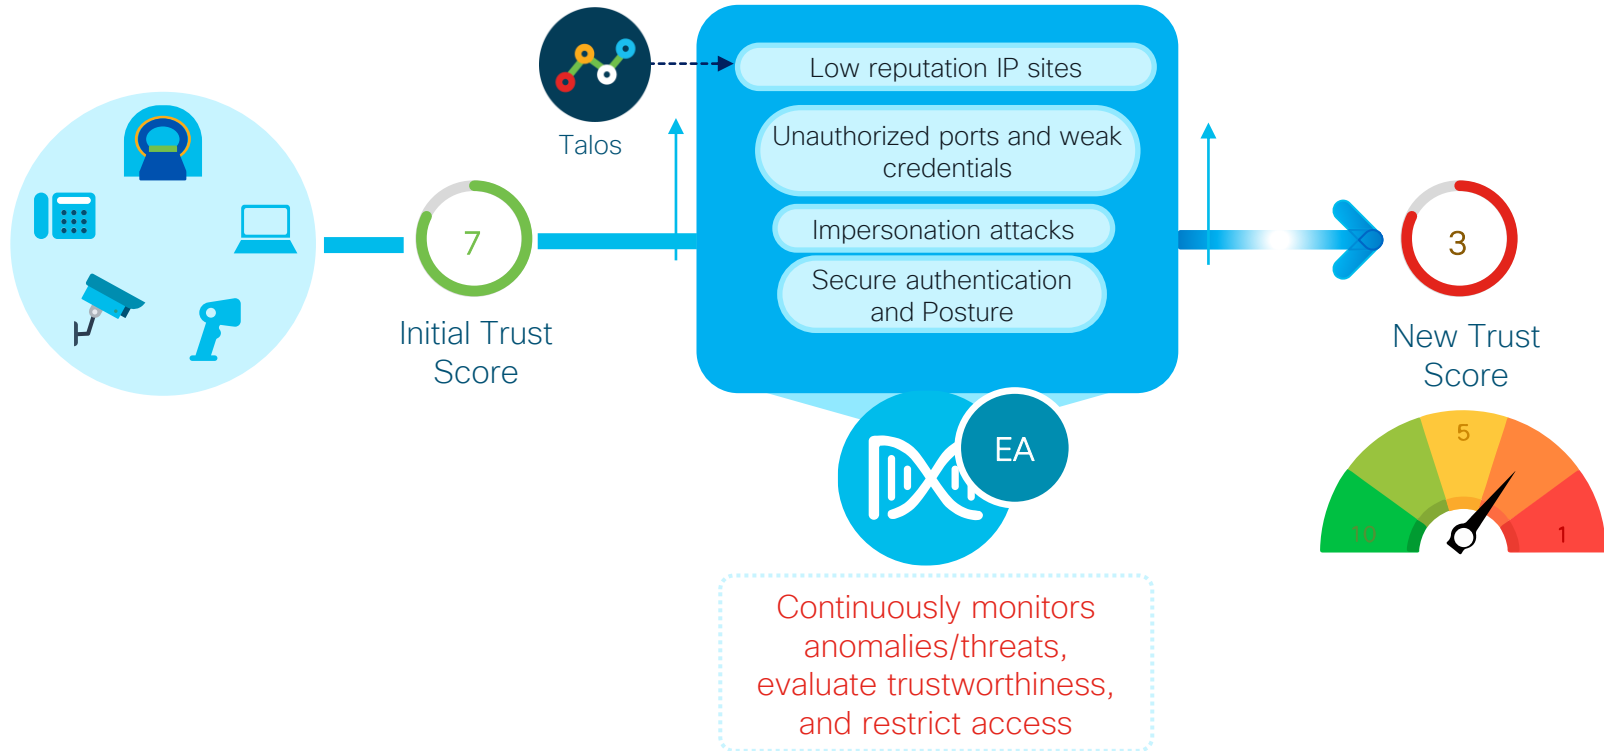 Talos
Low reputation IP sites
Unauthorized ports and weak
credentials
Impersonation attacks
Secure authentication
and Posture
7
Initial Trust
Score
3
New Trust
Score
EA
10
5
1
Continuously monitors
anomalies/threats,
evaluate trustworthiness,
and restrict access